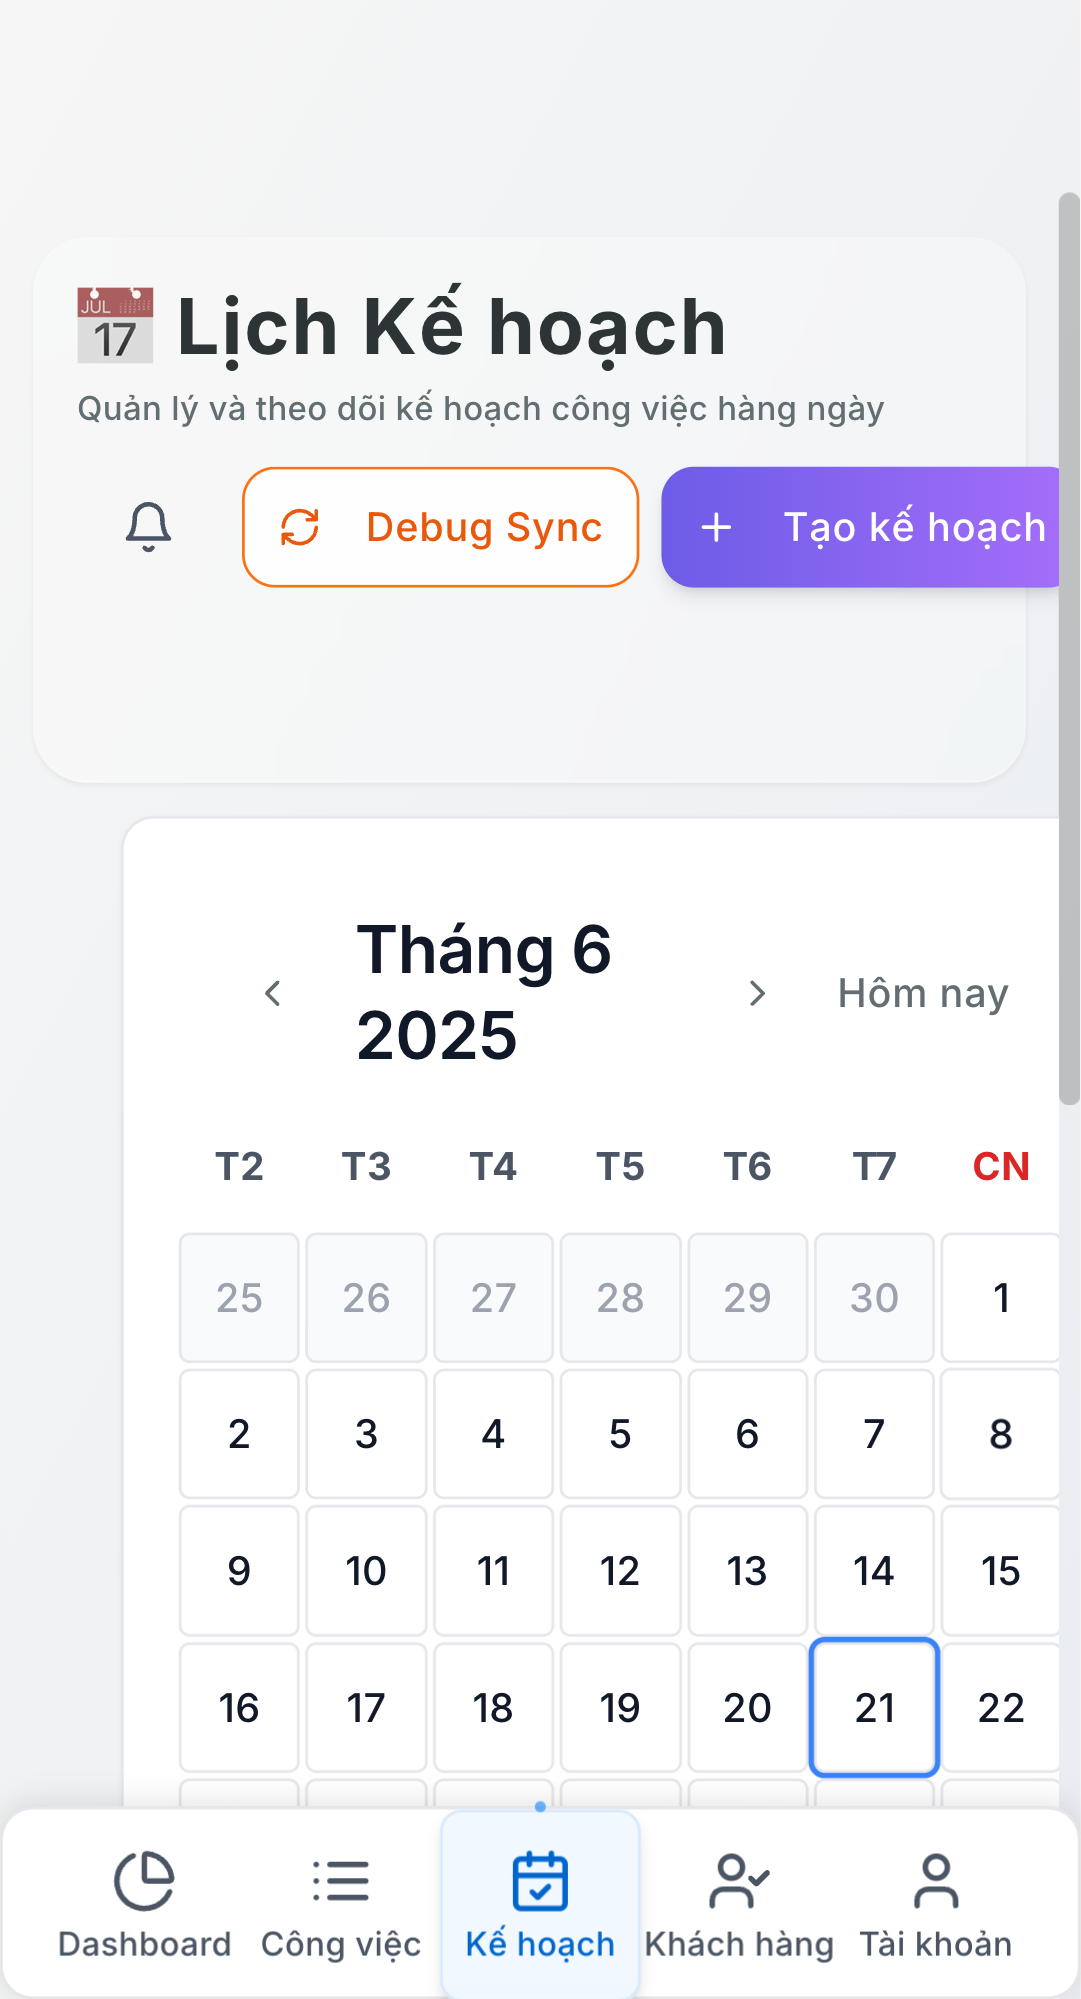 JUL
17
Lịch Kế hoạch
Quản lý và theo dõi kế hoạch công việc hàng ngày
Debug Sync
Tạo kế hoạch
Tháng 6
2025
Hôm nay
T2 T3 T4 T5 T6 T7 CN
25 26 27 28 29 30 1
2 3 4 5 6 7 8
9 10 11 12 13 14 15
16 17 18 19 20 21 22
Dashboard Công việc Kế hoạch Khách hàng Tài khoản